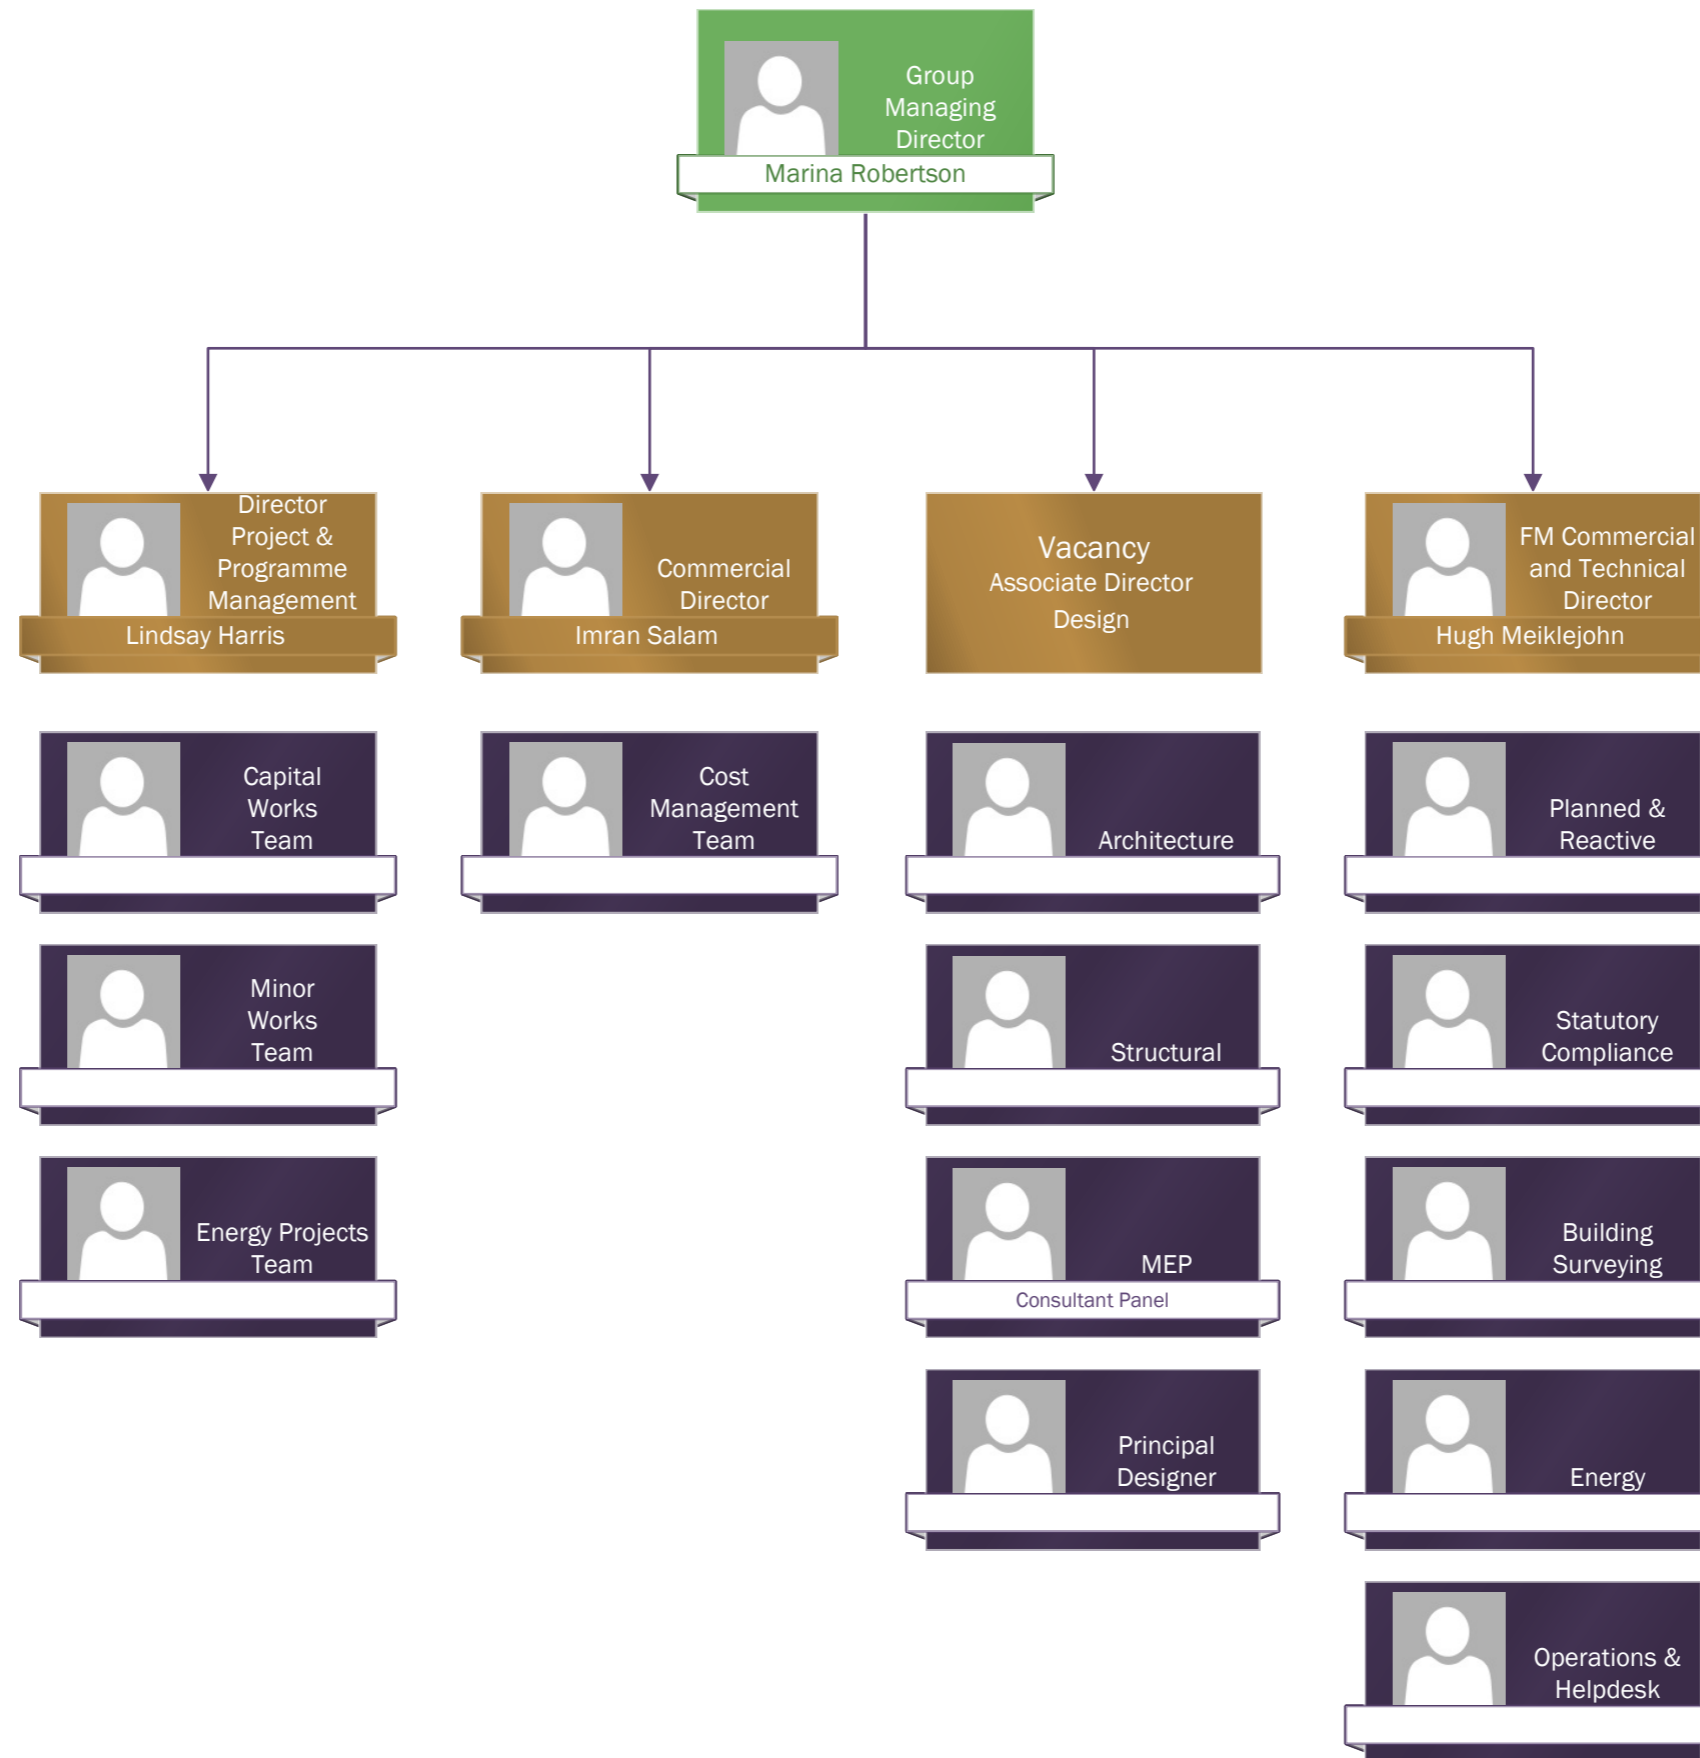 Group
Managing
Director
Marina Robertson
Director
Project &
Programme
Management
Lindsay Harris
Commercial
Director
Imran Salam
Vacancy
Associate Director
Design
FM Commercial
and Technical
Director
Hugh Meiklejohn
Capital
Works
Team
Cost
Management
Team
Architecture
Planned &
Reactive
Minor
Works
Team
Structural
Statutory
Compliance
Energy Projects
Team
MEP
Consultant Panel
Building
Surveying
Principal
Designer
Energy
Operations &
Helpdesk